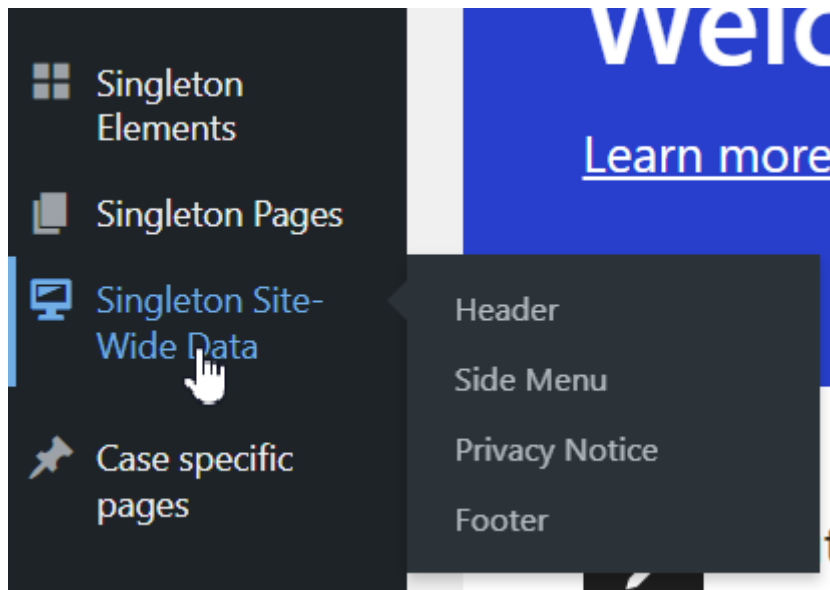 Singleton
Elements
Singleton Pages
Singleton Site-
Wide Data
Case specific
pages
Learn more
Header
Side Menu
Privacy Notice
Footer